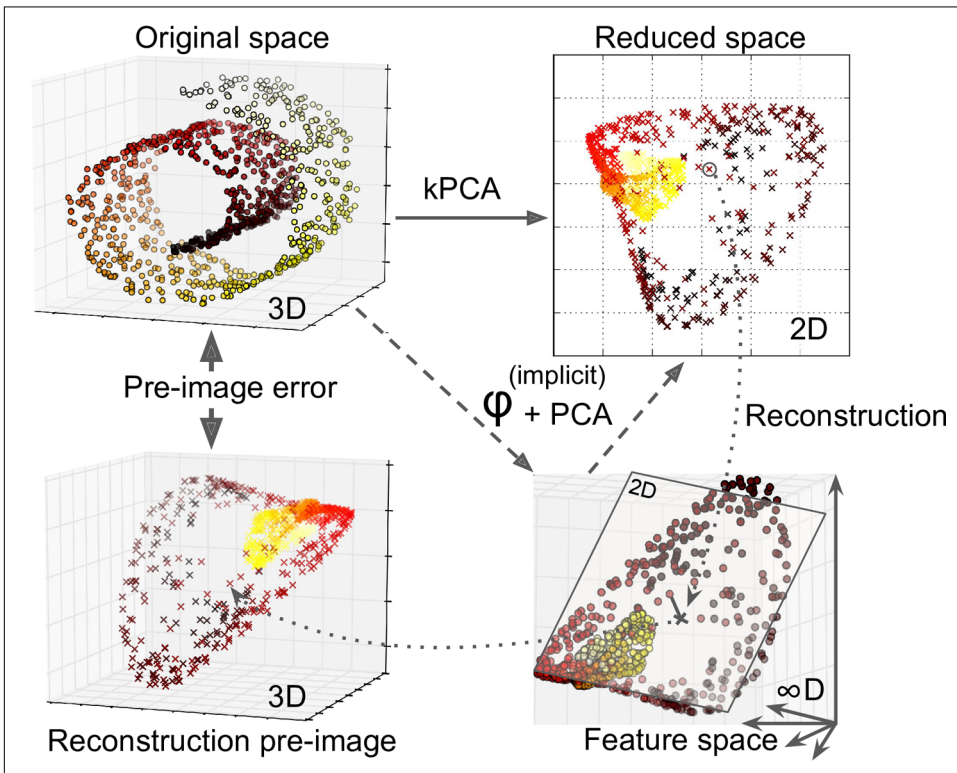 Original space
Reduced space
kPCA
3D
2D
(implicit)
φ + PCA
Pre-image error
Reconstruction
2D
3D
∞D
Reconstruction pre-image
Feature space